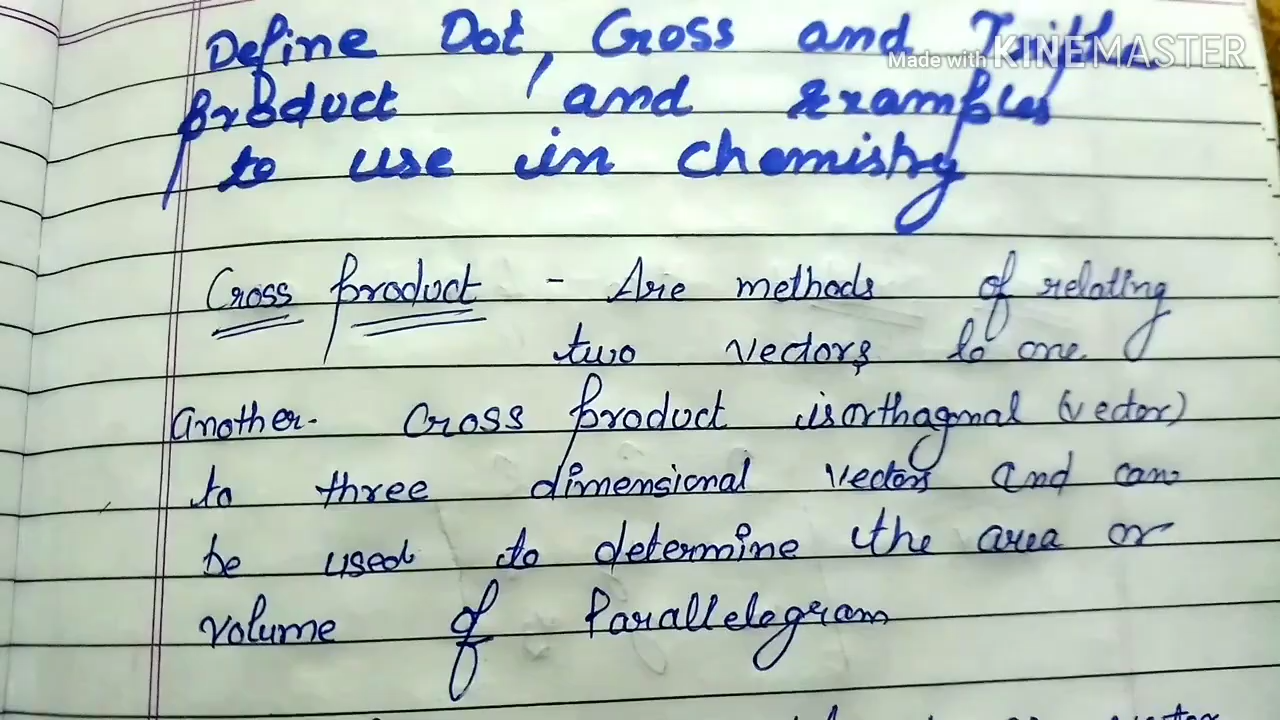 Define Dot, Cross and Triple
Made with KINEMASTER
product and examples
to use in chemistry
Cross product - Are methods of relating
two vectors to one
another. Cross product is orthagnal (vector)
to three dimensional vectors and can
be used to determine the area or
volume of Parallelogram